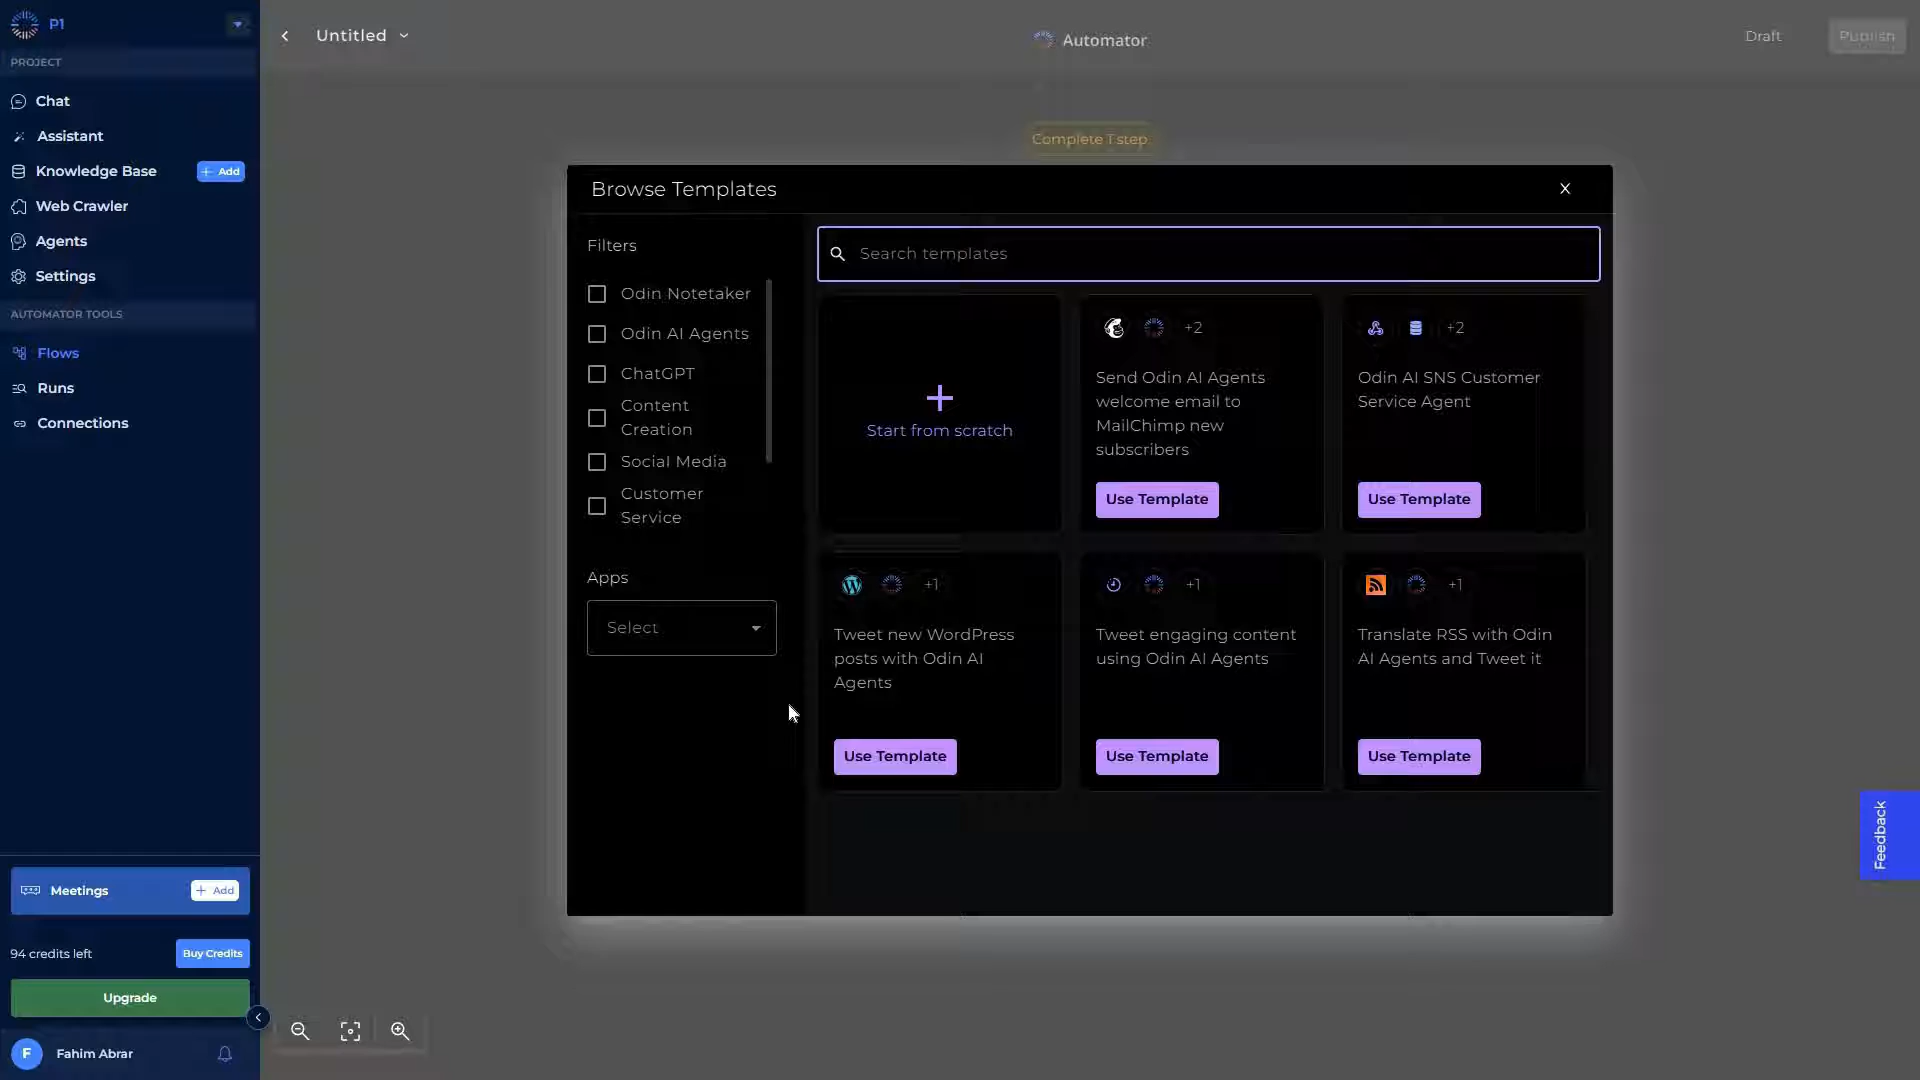 P1
PROJECT
Chat
Assistant
Knowledge Base
+ Add
Web Crawler
Agents
Settings
AUTOMATOR TOOLS
Flows
Runs
Connections
Meetings
+ Add
94 credits left
Buy Credits
Upgrade
F
Fahim Abrar
Untitled
Automator
Draft
Publish
Complete 1 step
Browse Templates
X
Filters
Odin Notetaker
Odin AI Agents
ChatGPT
Content
Creation
Social Media
Customer
Service
Apps
Select
Search templates
Start from scratch
+2
Send Odin AI Agents
welcome email to
MailChimp new
subscribers
Use Template
+2
Odin AI SNS Customer
Service Agent
Use Template
+1
Tweet new WordPress
posts with Odin AI
Agents
Use Template
+1
Tweet engaging content
using Odin AI Agents
Use Template
+1
Translate RSS with Odin
AI Agents and Tweet it
Use Template
Feedback